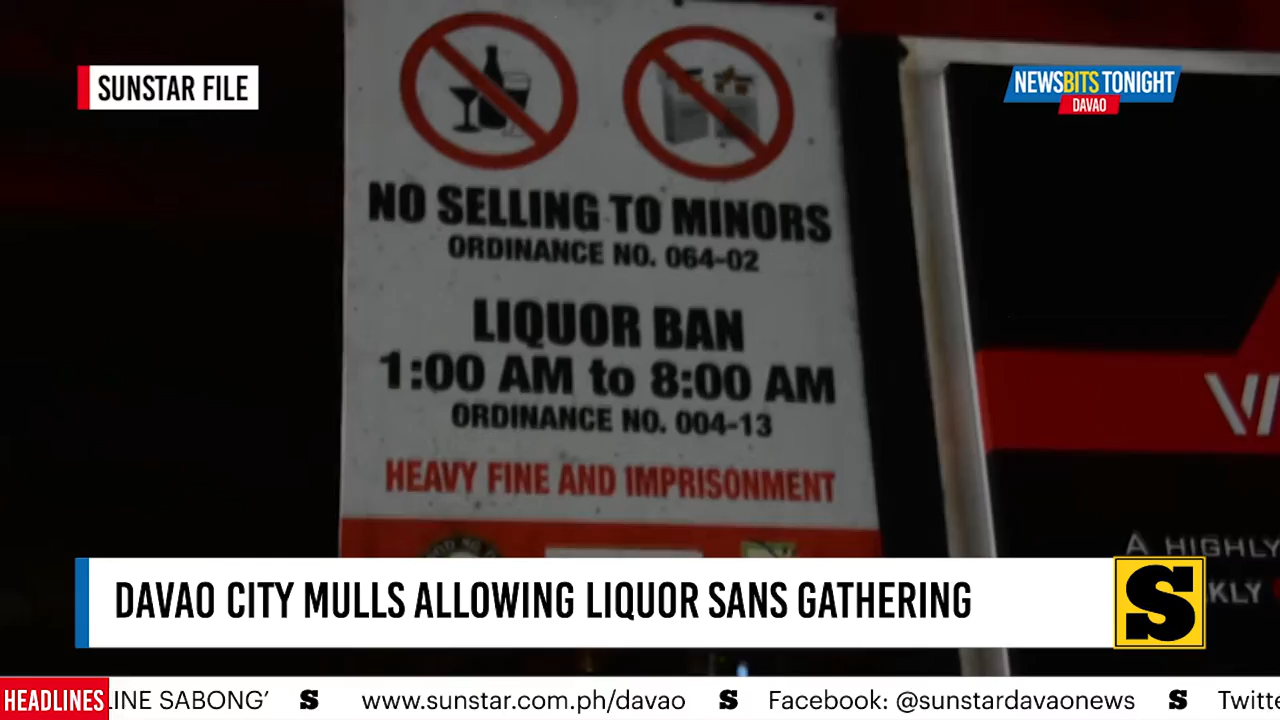 SUNSTAR FILE
NEWSBITS TONIGHT
DAVAO
NO SELLING TO MINORS
ORDINANCE NO. 064-02
LIQUOR BAN
1:00 AM to 8:00 AM
ORDINANCE NO. 004-13
HEAVY FINE AND IMPRISONMENT
A HIGHLY
KLY
DAVAO CITY MULLS ALLOWING LIQUOR SANS GATHERING
S
HEADLINES LINE SABONG' S www.sunstar.com.ph/davao S Facebook: @sunstardavaonews S Twitte